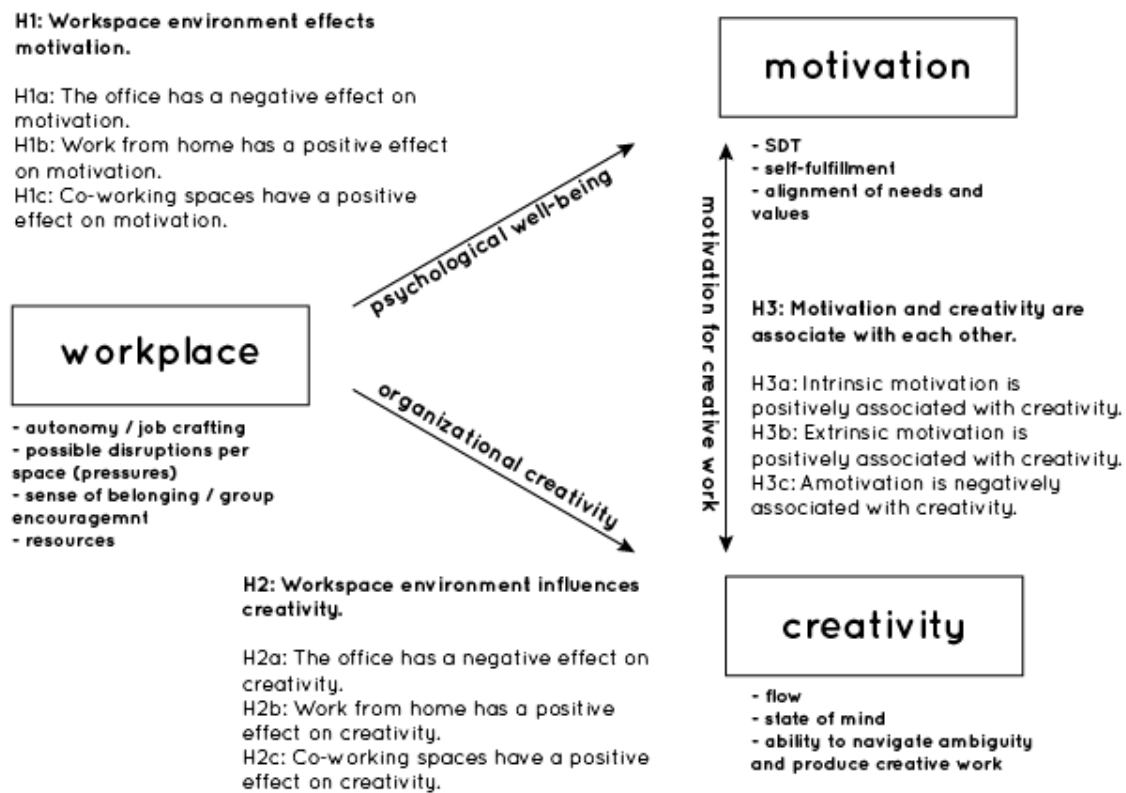 H1: Workspace environment effects
motivation.
H1a: The office has a negative effect on
motivation.
H1b: Work from home has a positive effect
on motivation.
H1c: Co-working spaces have a positive
effect on motivation.
motivation
- SDT
- self-fulfillment
- alignment of needs and
values
psychological well-being
motivation for creative work
workplace
- autonomy / job crafting
- possible disruptions per
space (pressures)
- sense of belonging / group
encouragemnt
- resources
organizational creativity
H3: Motivation and creativity are
associate with each other.
H3a: Intrinsic motivation is
positively associated with creativity.
H3b: Extrinsic motivation is
positively associated with creativity.
H3c: Amotivation is negatively
associated with creativity.
H2: Workspace environment influences
creativity.
H2a: The office has a negative effect on
creativity.
H2b: Work from home has a positive
effect on creativity.
H2c: Co-working spaces have a positive
effect on creativity.
creativity
- flow
- state of mind
- ability to navigate ambiguity
and produce creative work